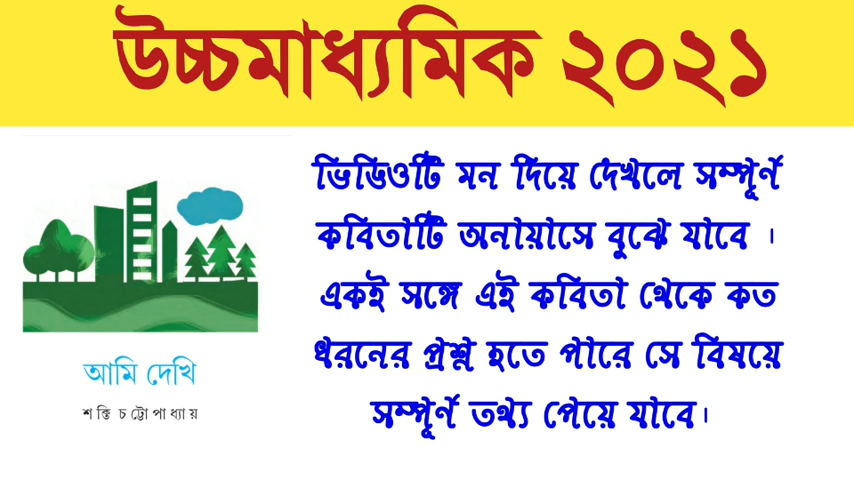 উচ্চমাধ্যমিক ২০২১
ভিডিওটি মন দিয়ে দেখলে সম্পূর্ণ
কবিতাটি অনায়াসে বুঝে যাবে ।
একই সঙ্গে এই কবিতা থেকে কত
ধরনের প্রশ্ন হতে পারে সে বিষয়ে
সম্পূর্ণ তথ্য পেয়ে যাবে।
আমি দেখি
শক্তি চট্টোপাধ্যায়